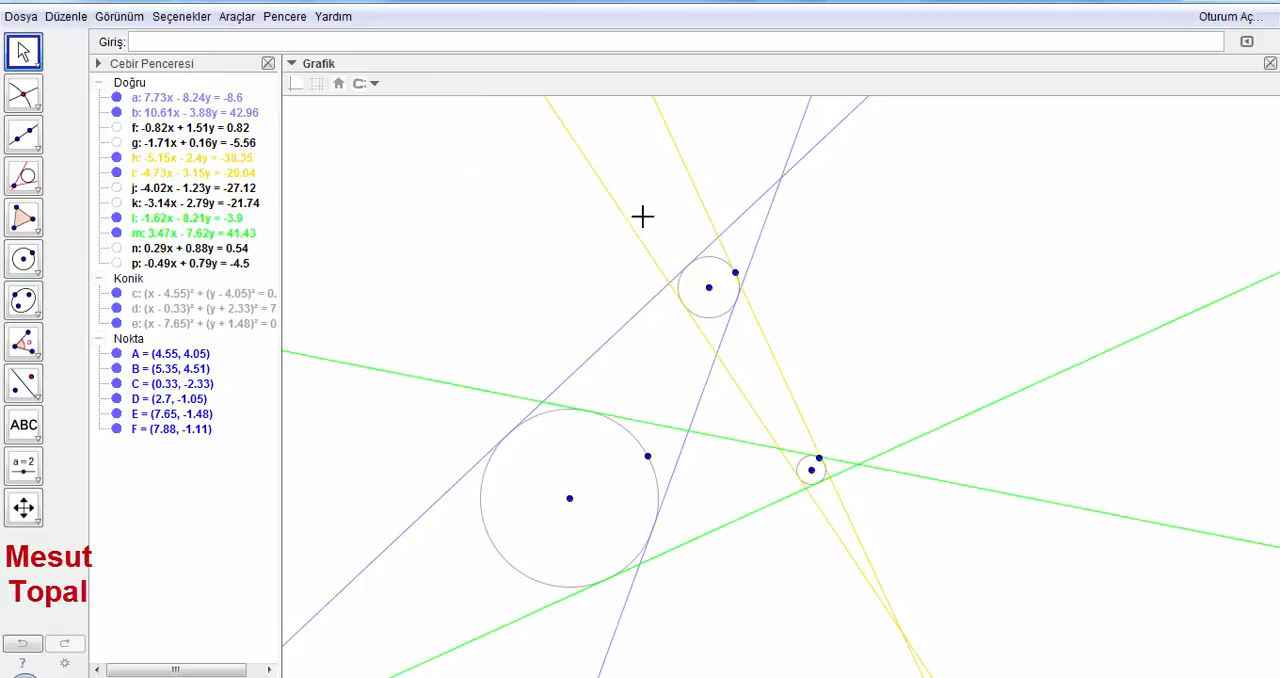 Dosya Düzenle Görünüm Seçenekler Araçlar Pencere Yardım Oturum Aç...
Giriş:
Cebir Penceresi
Grafik
Doğru
a: 7.73x - 8.24y = -8.6
b: 10.61x - 3.88y = 42.96
f: -0.82x + 1.51y = 0.82
g: -1.71x + 0.16y = -5.56
h: -5.15x - 2.4y = -38.35
i: -4.73x - 3.15y = -29.04
j: -4.02x - 1.23y = -27.12
k: -3.14x - 2.79y = -21.74
l: -1.62x - 8.21y = -3.9
m: 3.47x - 7.62y = 41.43
n: 0.29x + 0.88y = 0.54
p: -0.49x + 0.79y = -4.5
Konik
c: (x - 4.55)² + (y - 4.05)² = 0.
d: (x - 0.33)² + (y + 2.33)² = 7
e: (x - 7.65)² + (y + 1.48)² = 0
Nokta
A = (4.55, 4.05)
B = (5.35, 4.51)
C = (0.33, -2.33)
D = (2.7, -1.05)
E = (7.65, -1.48)
F = (7.88, -1.11)
α
ABC
a=2
Mesut
Topal
?